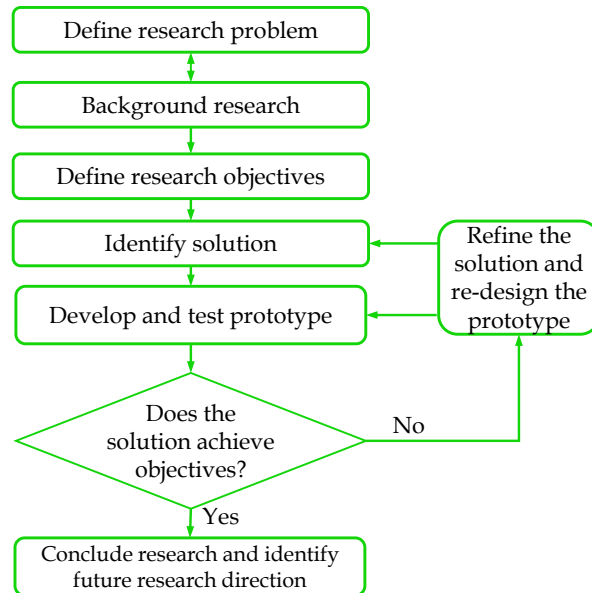 Define research problem
Background research
Define research objectives
Identify solution
Refine the
solution and
re-design the
prototype
Develop and test prototype
Does the
solution achieve
objectives?
No
Yes
Conclude research and identify
future research direction